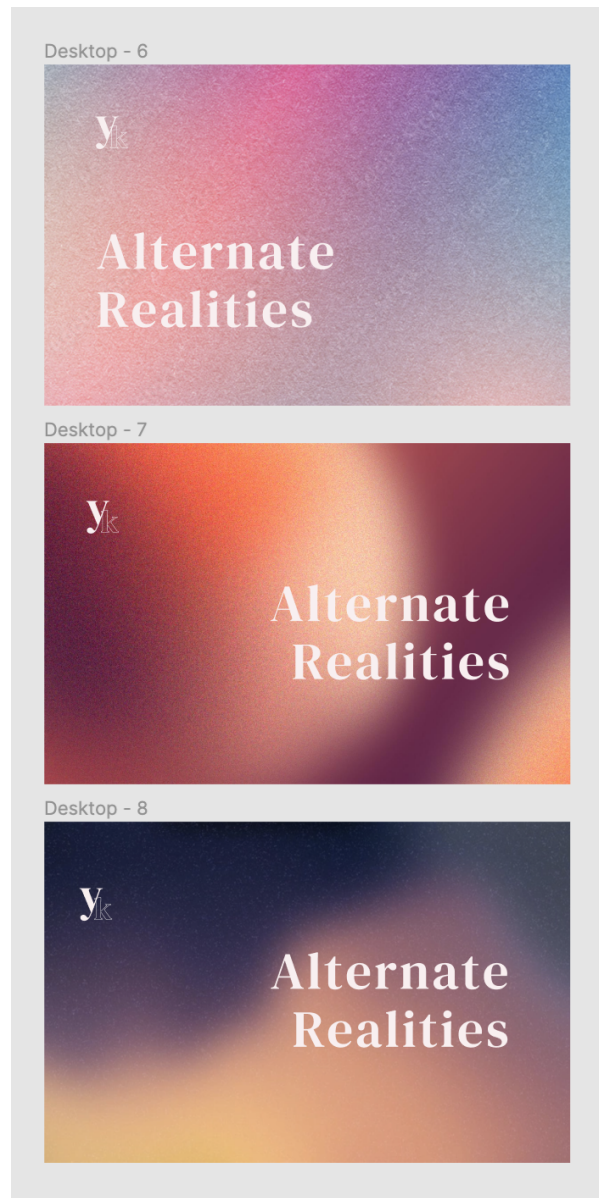 Desktop - 6
yk
Alternate
Realities
Desktop - 7
yk
Alternate
Realities
Desktop - 8
yk
Alternate
Realities